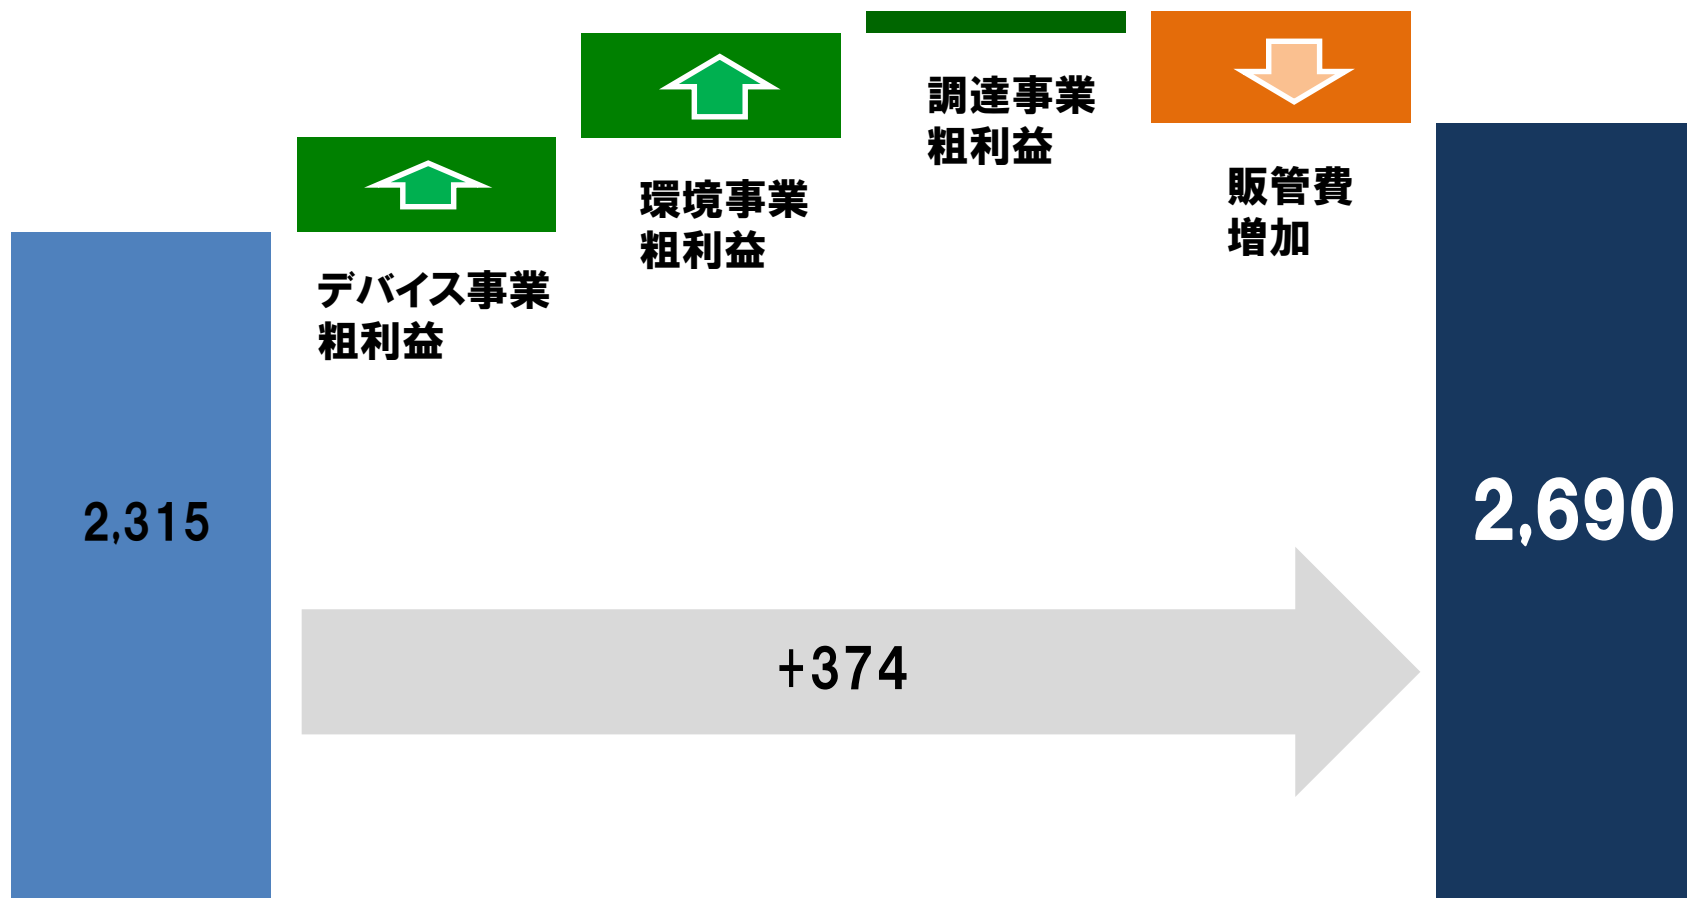 2,315
デバイス事業
粗利益
環境事業
粗利益
調達事業
粗利益
販管費
増加
+374
2,690